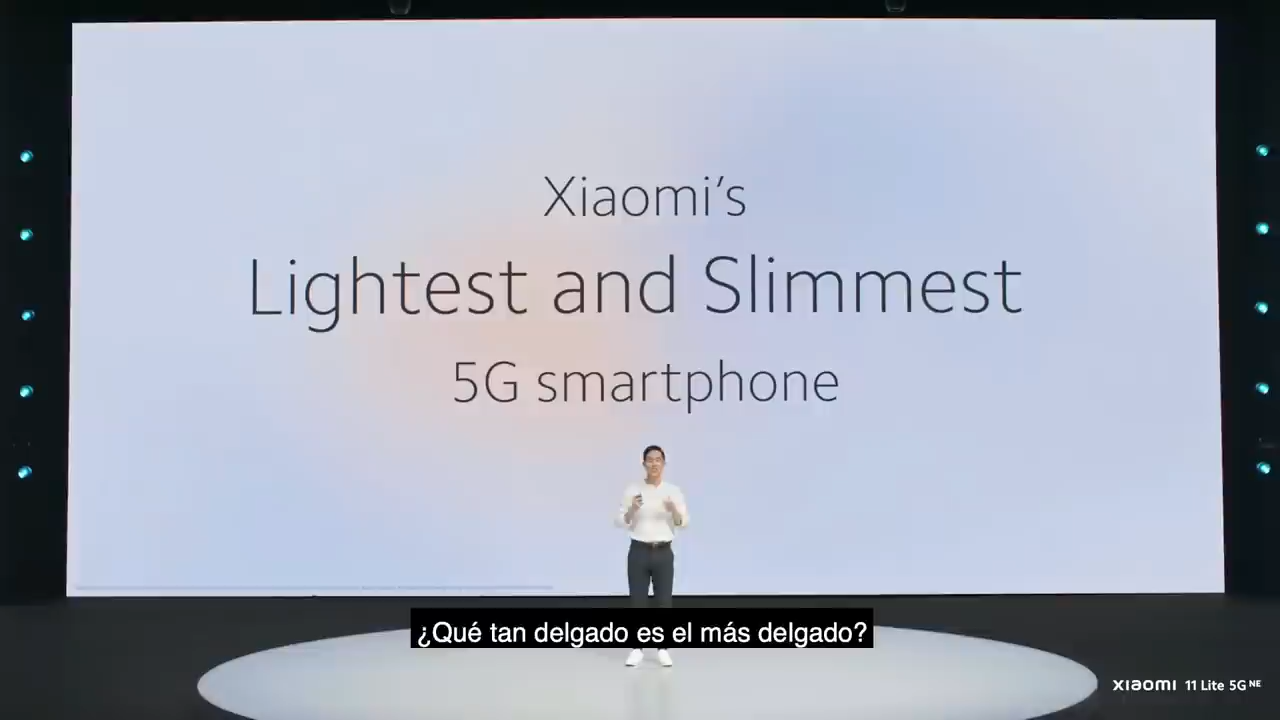 Xiaomi’s
Lightest and Slimmest
5G smartphone
¿Qué tan delgado es el más delgado?
xiaomi 11 Lite 5G NE